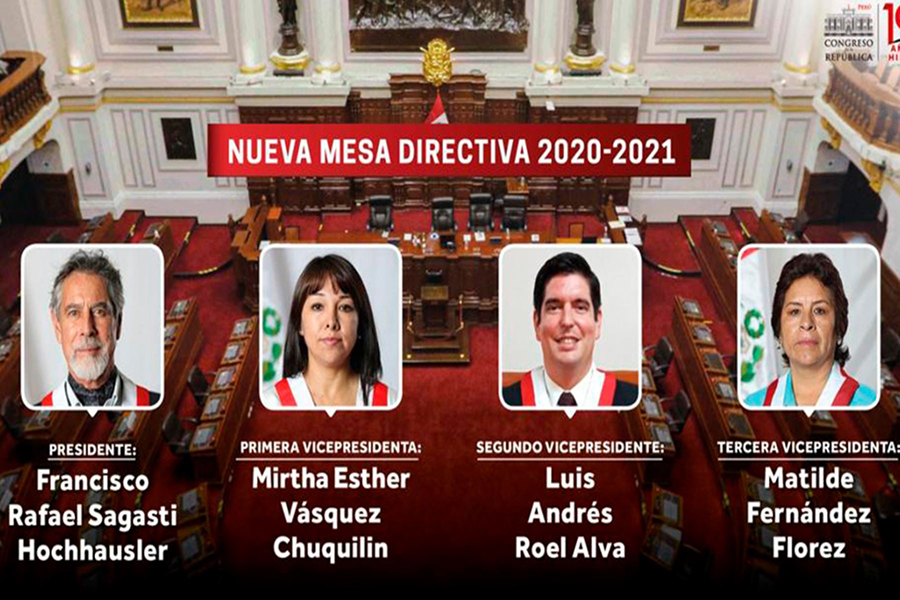 PERÚ
CONGRESO
REPÚBLICA
NUEVA MESA DIRECTIVA 2020-2021
PRESIDENTE:
Francisco
Rafael Sagasti
Hochhausler
PRIMERA VICEPRESIDENTA:
Mirtha Esther
Vásquez
Chuquilin
SEGUNDO VICEPRESIDENTE:
Luis
Andrés
Roel Alva
TERCERA VICEPRESIDENTA:
Matilde
Fernández
Florez